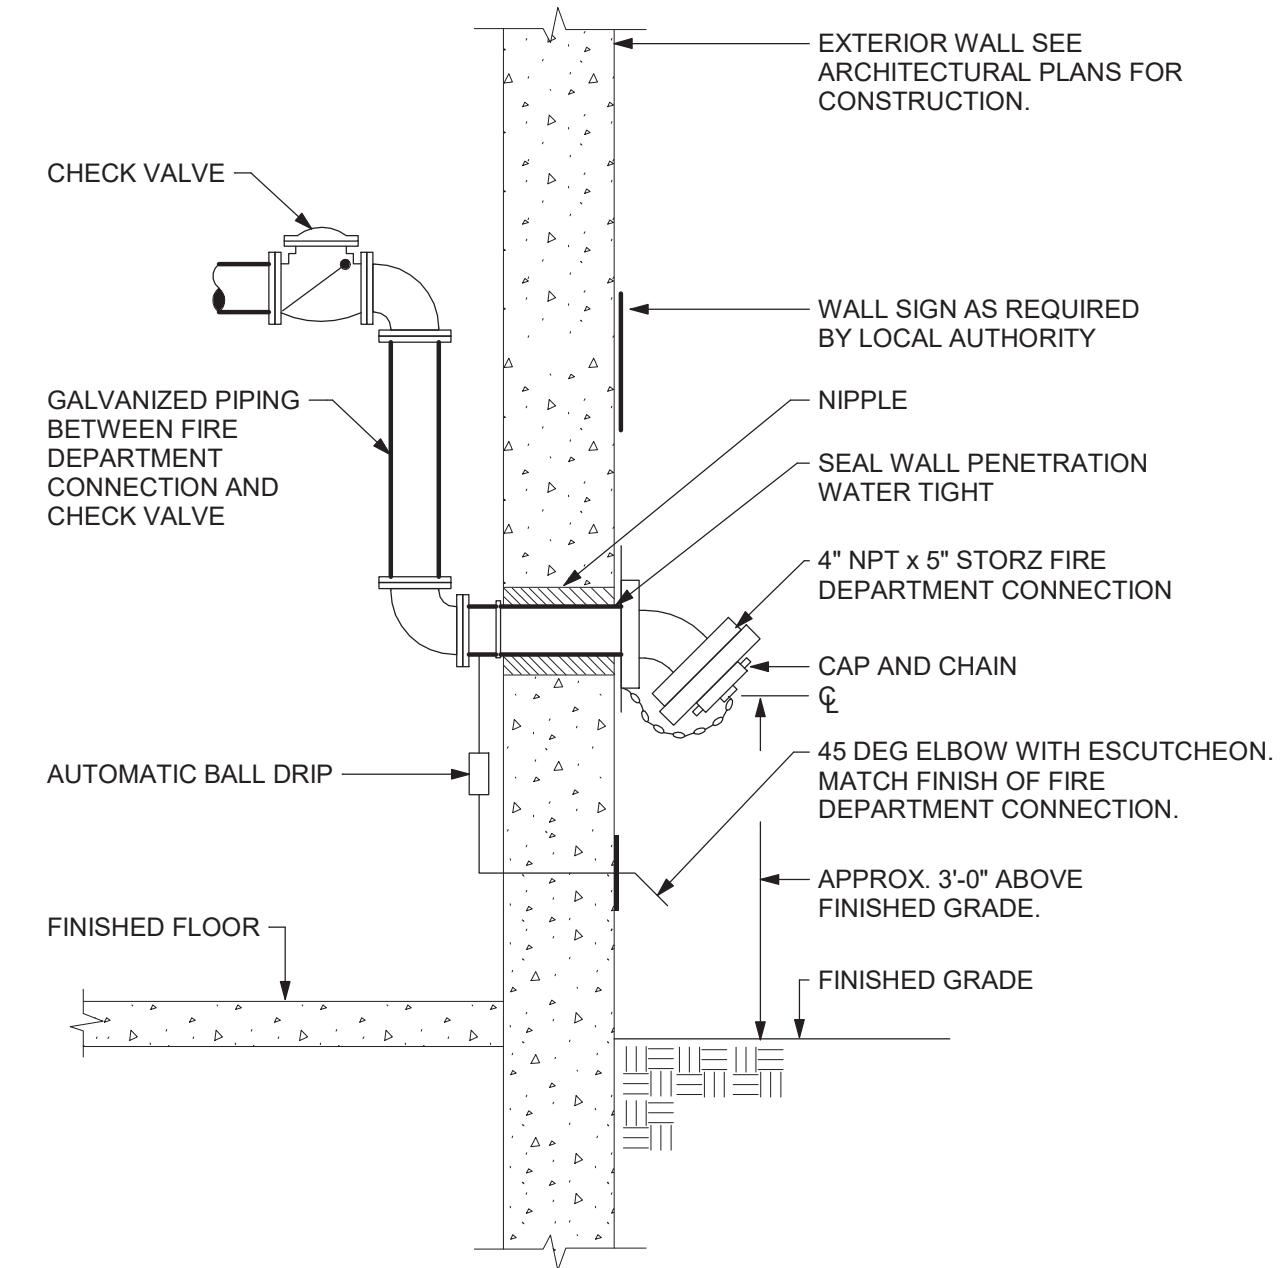 EXTERIOR WALL SEE
ARCHITECTURAL PLANS FOR
CONSTRUCTION.
CHECK VALVE
WALL SIGN AS REQUIRED
BY LOCAL AUTHORITY
GALVANIZED PIPING
BETWEEN FIRE
DEPARTMENT
CONNECTION AND
CHECK VALVE
NIPPLE
SEAL WALL PENETRATION
WATER TIGHT
4" NPT x 5" STORZ FIRE
DEPARTMENT CONNECTION
CAP AND CHAIN
℄
45 DEG ELBOW WITH ESCUTCHEON.
MATCH FINISH OF FIRE
DEPARTMENT CONNECTION.
AUTOMATIC BALL DRIP
APPROX. 3'-0" ABOVE
FINISHED GRADE.
FINISHED FLOOR
FINISHED GRADE